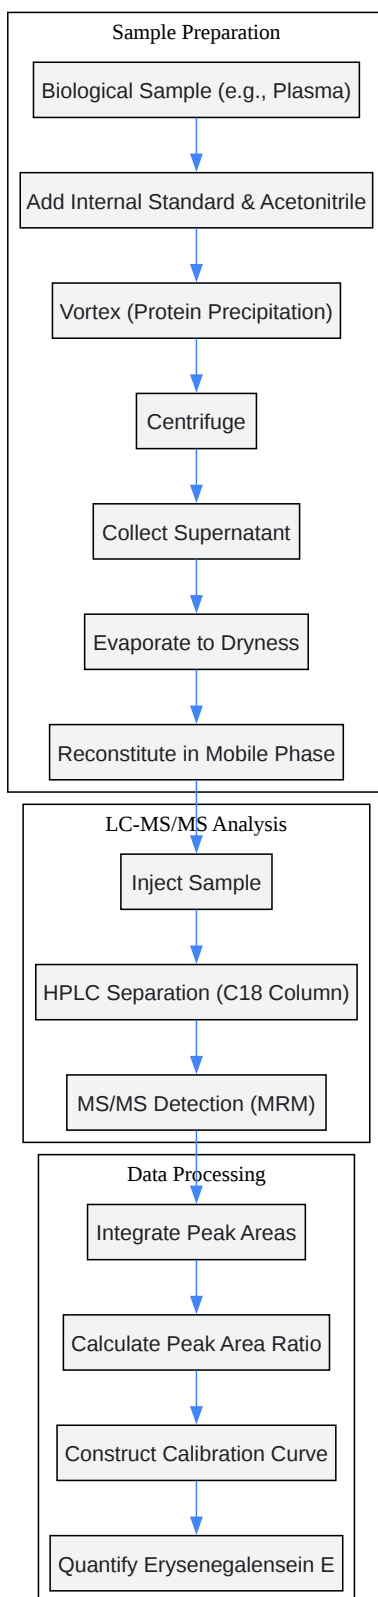 Sample Preparation
Biological Sample (e.g., Plasma)
Add Internal Standard & Acetonitrile
Vortex (Protein Precipitation)
Centrifuge
Collect Supernatant
Evaporate to Dryness
Reconstitute in Mobile Phase
LC-MS/MS Analysis
Inject Sample
HPLC Separation (C18 Column)
MS/MS Detection (MRM)
Data Processing
Integrate Peak Areas
Calculate Peak Area Ratio
Construct Calibration Curve
Quantify Erysenegalensein E